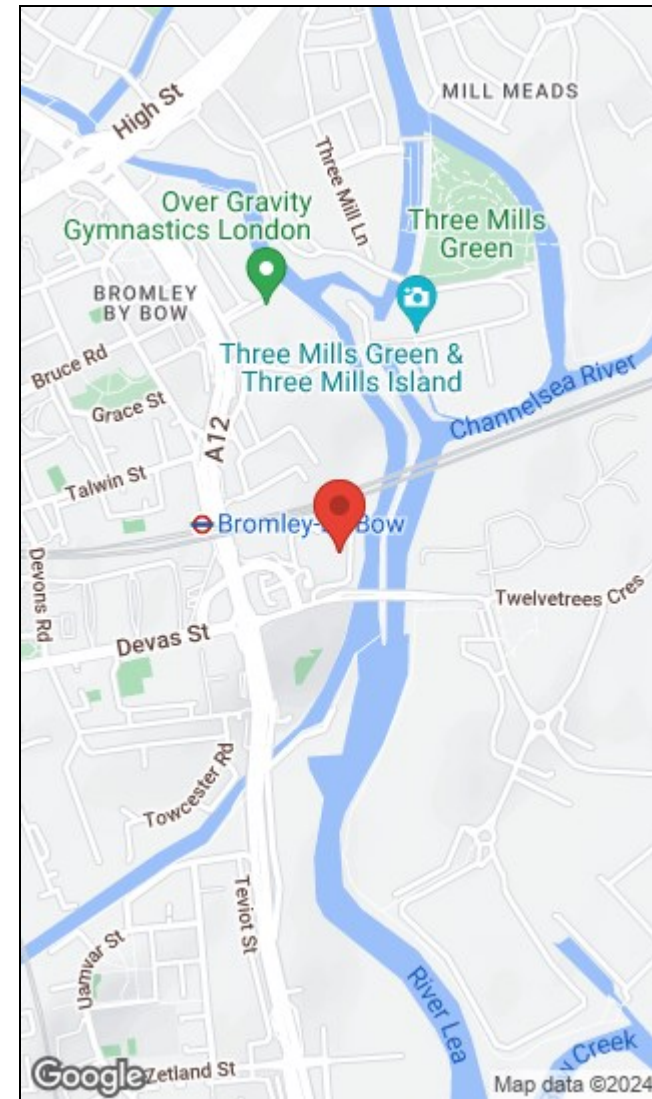 MILL MEADS
High St
Three Mill Ln
Over Gravity
Gymnastics London
Three Mills
Green
BROMLEY
BY BOW
Three Mills Green &
Three Mills Island
Bruce Rd
Grace St
Channelsea River
A12
Talwin St
Bromley-by-Bow
Devons Rd
Twelvetrees Cres
Devas St
Towcester Rd
Teviot St
Uamvar St
River Lea
Creek
Zetland St
Google
Map data ©2024